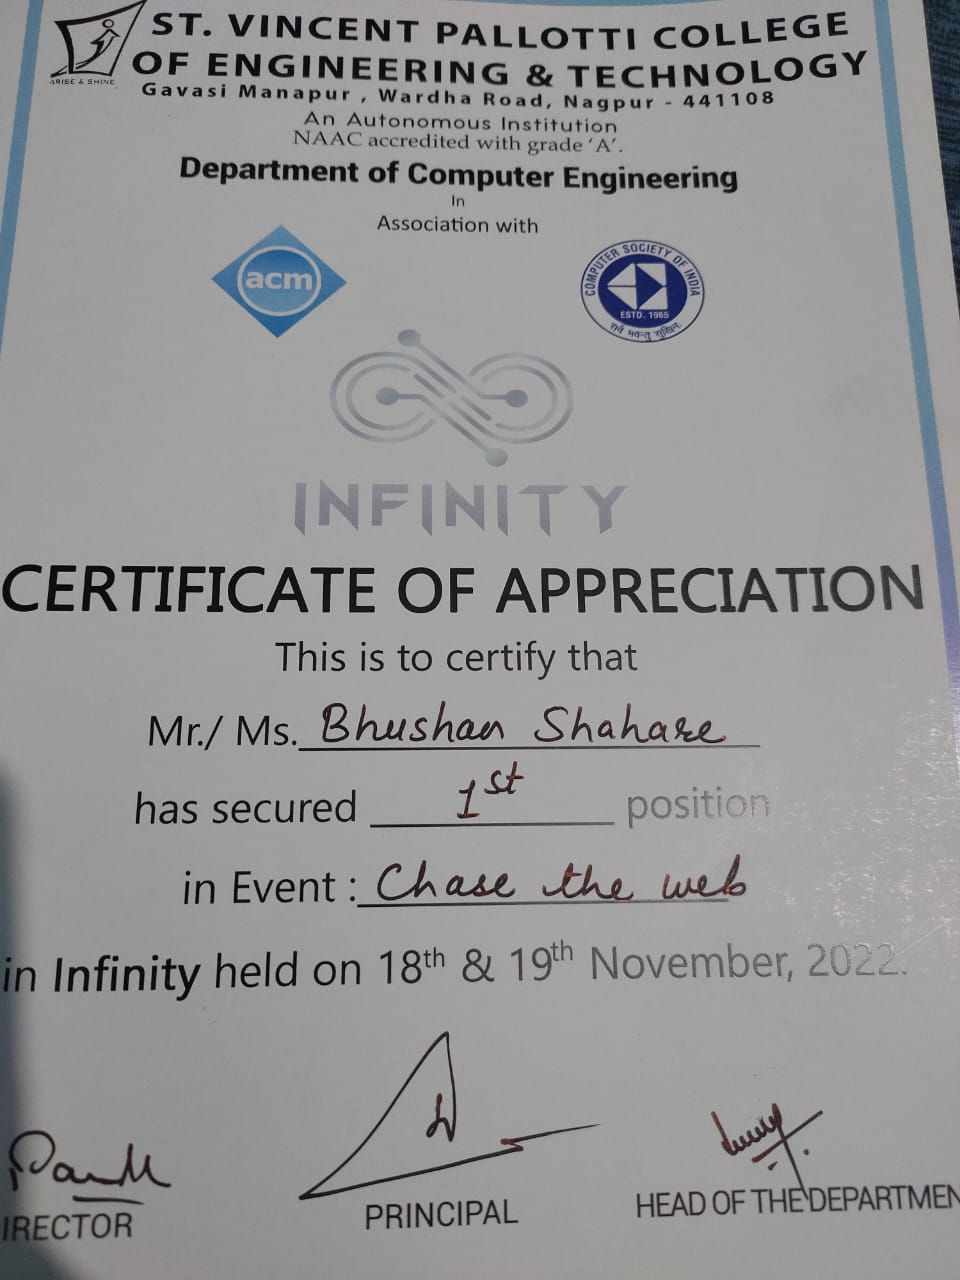 ST. VINCENT PALLOTTI COLLEGE
OF ENGINEERING & TECHNOLOGY
ARISE & SHINE
Gavasi Manapur , Wardha Road, Nagpur - 441108
An Autonomous Institution
NAAC accredited with grade 'A'.
Department of Computer Engineering
In
Association with
acm
COMPUTER SOCIETY OF INDIA
ESTD. 1965
सर्वे भवन्तु सुखिनः
INFINITY
CERTIFICATE OF APPRECIATION
This is to certify that
Mr./ Ms. Bhushan Shahare
has secured 1st position
in Event : Chase the web
in Infinity held on 18th & 19th November, 2022.
IRECTOR
PRINCIPAL
HEAD OF THE DEPARTMEN